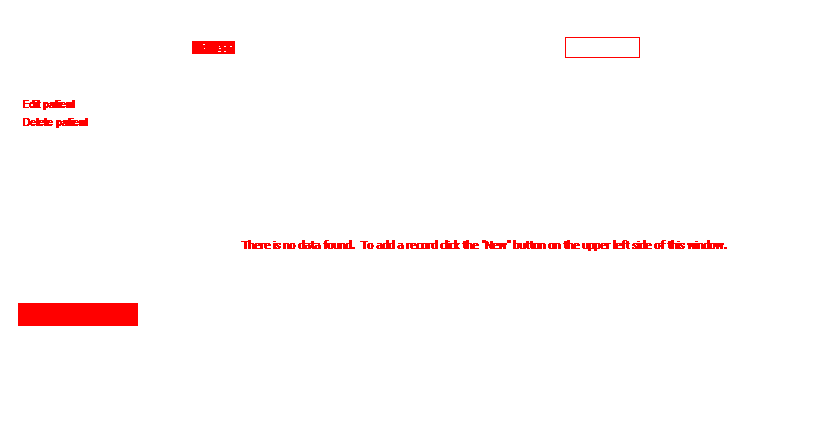 Edit patient
Delete patient
There is no data found. To add a record click the "New" button on the upper left side of this window.